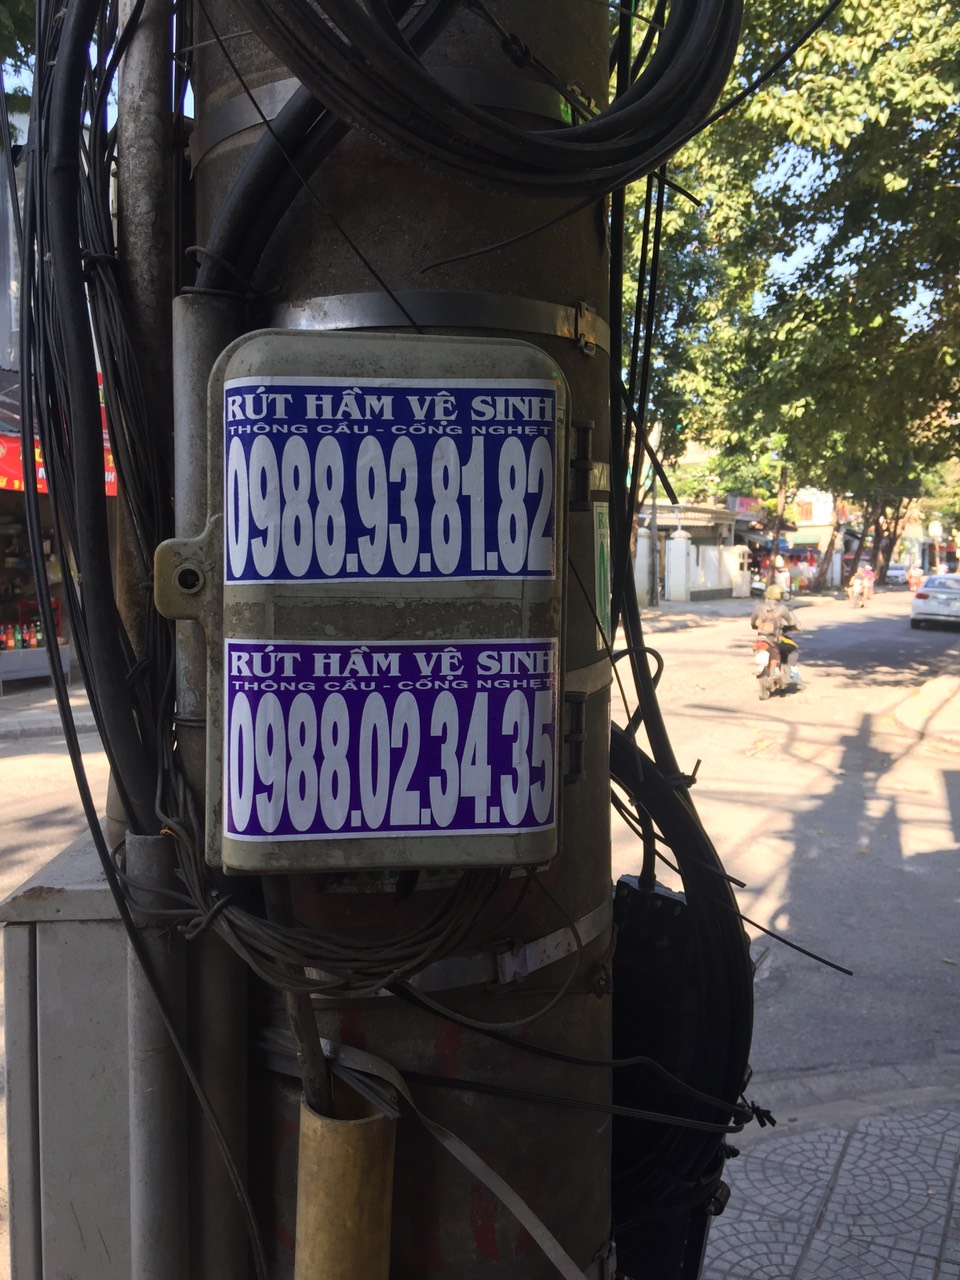 RÚT HẦM VỆ SINH
THÔNG CẦU - CỐNG NGHẸT
0988.93.81.82
RÚT HẦM VỆ SINH
THÔNG CẦU - CỐNG NGHẸT
0988.02.34.35